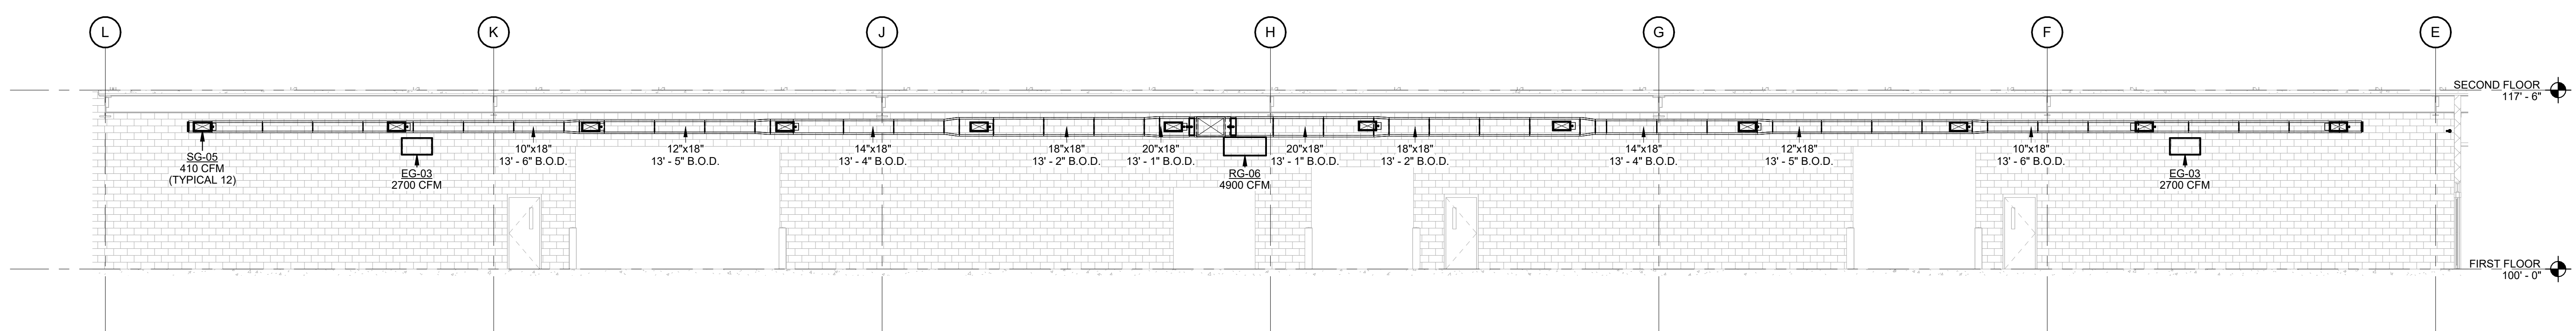 L
K
J
H
G
F
E
SECOND FLOOR
117' - 6"
SG-05
410 CFM
(TYPICAL 12)
EG-03
2700 CFM
10"x18"
13' - 6" B.O.D.
12"x18"
13' - 5" B.O.D.
14"x18"
13' - 4" B.O.D.
18"x18"
13' - 2" B.O.D.
20"x18"
13' - 1" B.O.D.
RG-06
4900 CFM
20"x18"
13' - 1" B.O.D.
18"x18"
13' - 2" B.O.D.
14"x18"
13' - 4" B.O.D.
12"x18"
13' - 5" B.O.D.
10"x18"
13' - 6" B.O.D.
EG-03
2700 CFM
FIRST FLOOR
100' - 0"